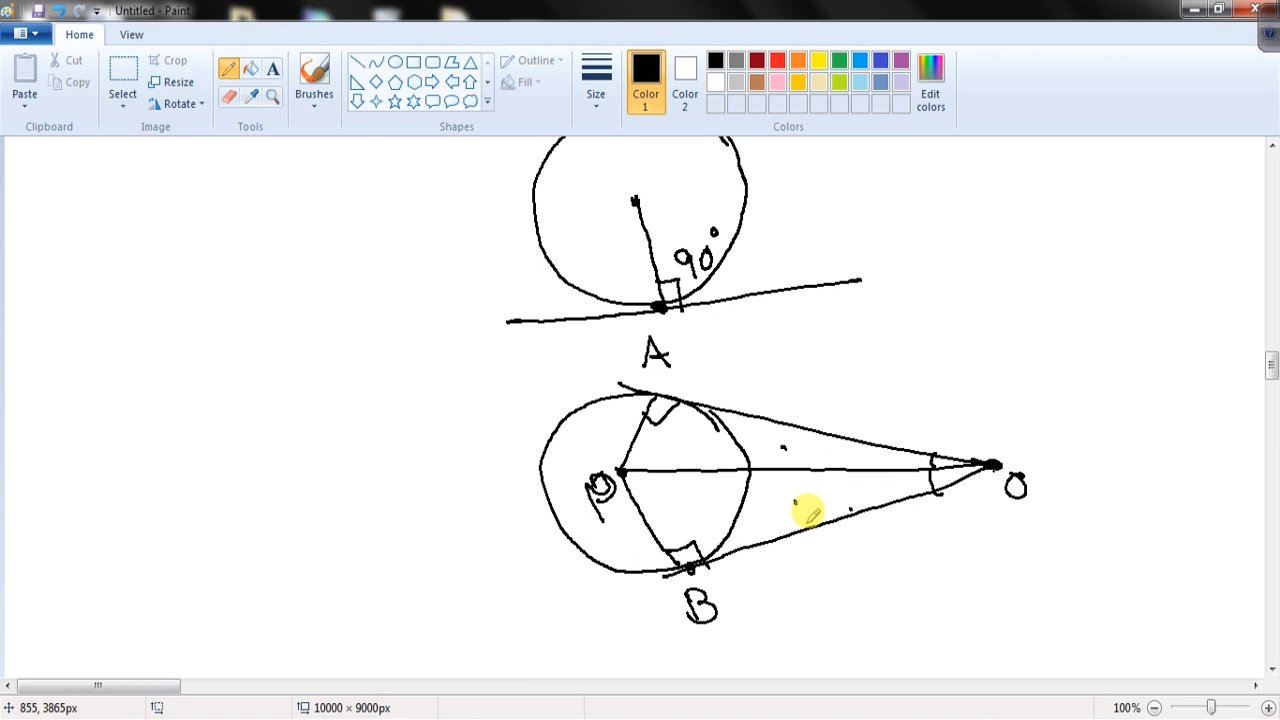 Untitled - Paint
Home View
Paste
Cut
Copy
Clipboard
Select
Crop
Resize
Rotate
Image
A
Tools
Brushes
Outline
Fill
Shapes
Size
Color 1
Color 2
Edit colors
Colors
90°
A
P
O
B
855, 3865px
10000 × 9000px
100%